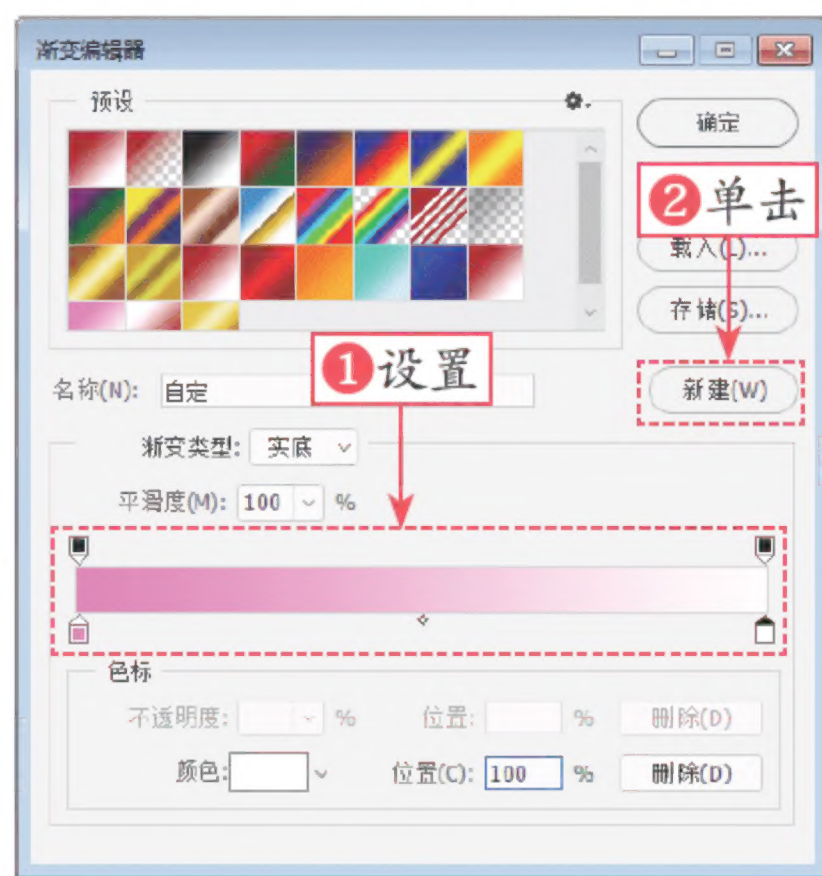 渐变编辑器
预设
确定
❷单击
载入(L)...
存储(S)...
❶设置
名称(N): 自定
新建(W)
渐变类型: 实底
平滑度(M): 100 %
色标
不透明度: % 位置: % 删除(D)
颜色: 位置(C): 100 % 删除(D)